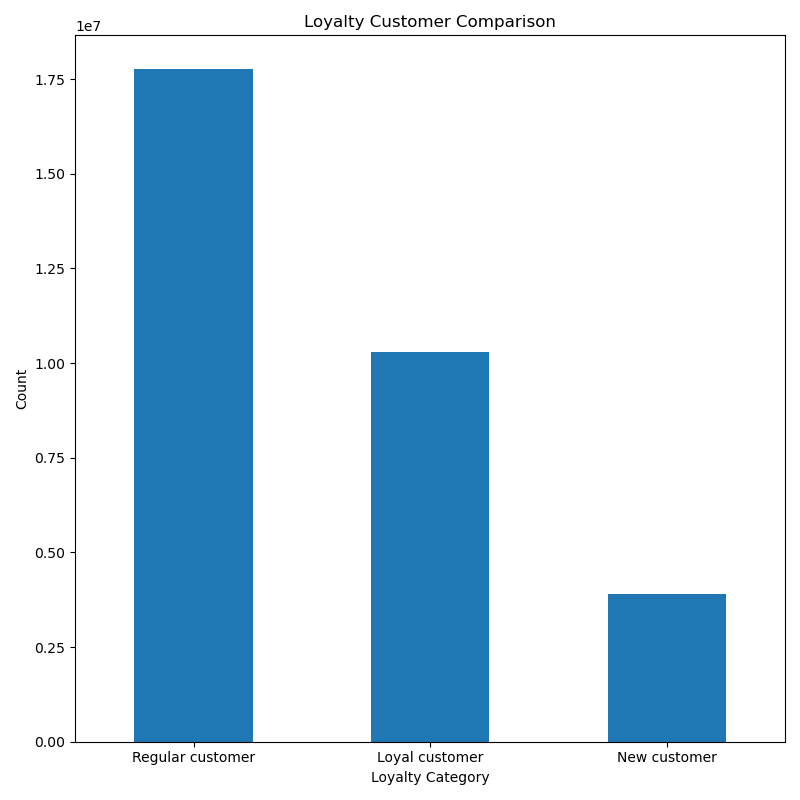 Loyalty Customer Comparison
1e7
1.75
1.50
1.25
1.00
0.75
0.50
0.25
0.00
Count
Regular customer
Loyal customer
New customer
Loyalty Category